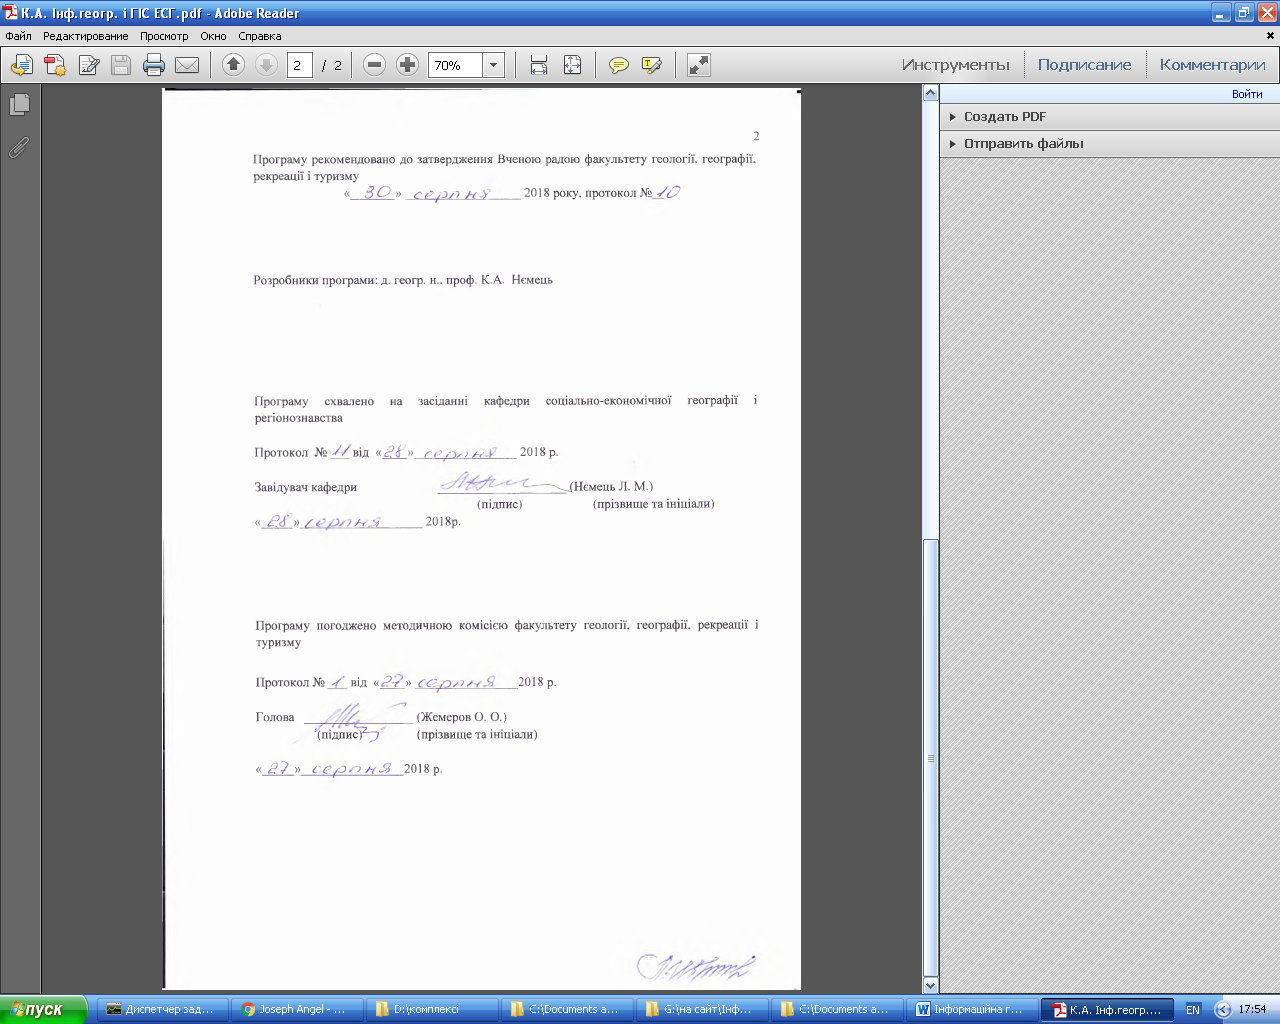 К.А. Інф.геогр. і ГІС ЕСГ.pdf - Adobe Reader
Файл Редактирование Просмотр Окно Справка
2 / 2 70% Инструменты Подписание Комментарии
Войти
Создать PDF
Отправить файлы
2
Програму рекомендовано до затвердження Вченою радою факультету геології, географії,
рекреації і туризму
«30» серпня 2018 року, протокол №10
Розробники програми: д. геогр. н., проф. К.А. Нємець
Програму схвалено на засіданні кафедри соціально-економічної географії і
регіонознавства
Протокол № 11 від «28» серпня 2018 р.
Завідувач кафедри (Нємець Л. М.)
(підпис) (прізвище та ініціали)
«28» серпня 2018р.
Програму погоджено методичною комісією факультету геології, географії, рекреації і
туризму
Протокол № 1 від «27» серпня 2018 р.
Голова (Жемеров О. О.)
(підпис) (прізвище та ініціали)
«27» серпня 2018 р.
пуск Диспетчер зад... Joseph Angel - ... D:\комплексі C:\Documents a... G:\на сайт\Інф... C:\Documents a... Інформаційна г... К.А. Інф.геогр.... EN 17:54